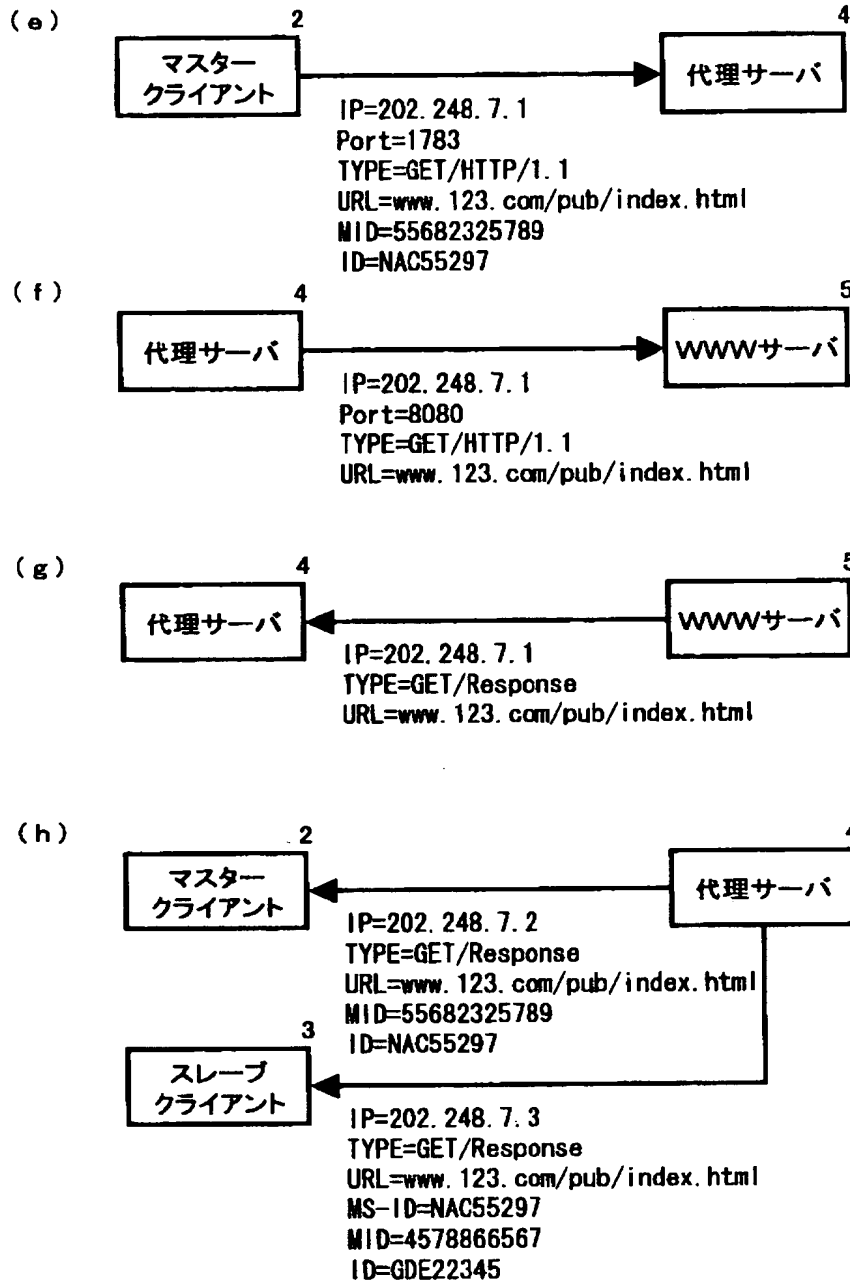 (e)
2
4
マスター
クライアント
代理サーバ
IP=202.248.7.1
Port=1783
TYPE=GET/HTTP/1.1
URL=www.123.com/pub/index.html
MID=55682325789
ID=NAC55297
(f)
4
5
代理サーバ
WWWサーバ
IP=202.248.7.1
Port=8080
TYPE=GET/HTTP/1.1
URL=www.123.com/pub/index.html
(g)
4
5
代理サーバ
WWWサーバ
IP=202.248.7.1
TYPE=GET/Response
URL=www.123.com/pub/index.html
(h)
2
4
マスター
クライアント
代理サーバ
IP=202.248.7.2
TYPE=GET/Response
URL=www.123.com/pub/index.html
MID=55682325789
ID=NAC55297
3
スレーブ
クライアント
IP=202.248.7.3
TYPE=GET/Response
URL=www.123.com/pub/index.html
MS-ID=NAC55297
MID=4578866567
ID=GDE22345